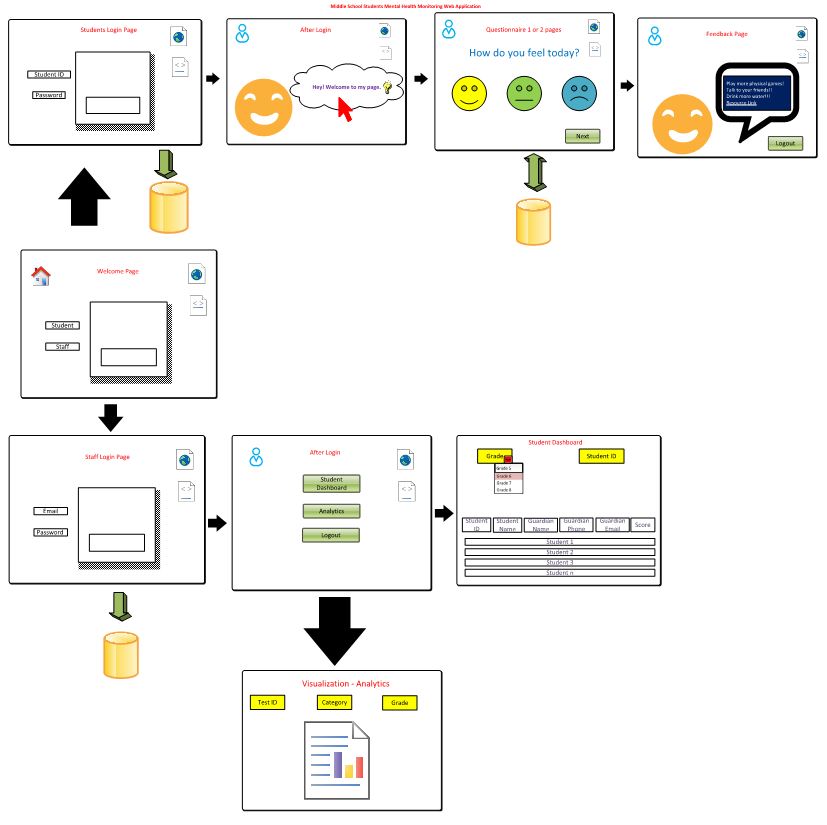 Middle School Students Mental Health Monitoring Web Application
Students Login Page
Student ID
Password
After Login
Hey! Welcome to my page.
Questionnaire 1 or 2 pages
How do you feel today?
Next
Feedback Page
Play more physical games!
Talk to your friends!!
Drink more water!!!
Resource Link
Logout
Welcome Page
Student
Staff
Staff Login Page
Email
Password
After Login
Student
Dashboard
Analytics
Logout
Student Dashboard
Grade
Student ID
Grade 5
Grade 6
Grade 7
Grade 8
Student ID
Student Name
Guardian Name
Guardian Phone
Guardian Email
Score
Student 1
Student 2
Student 3
Student n
Visualization - Analytics
Test ID
Category
Grade